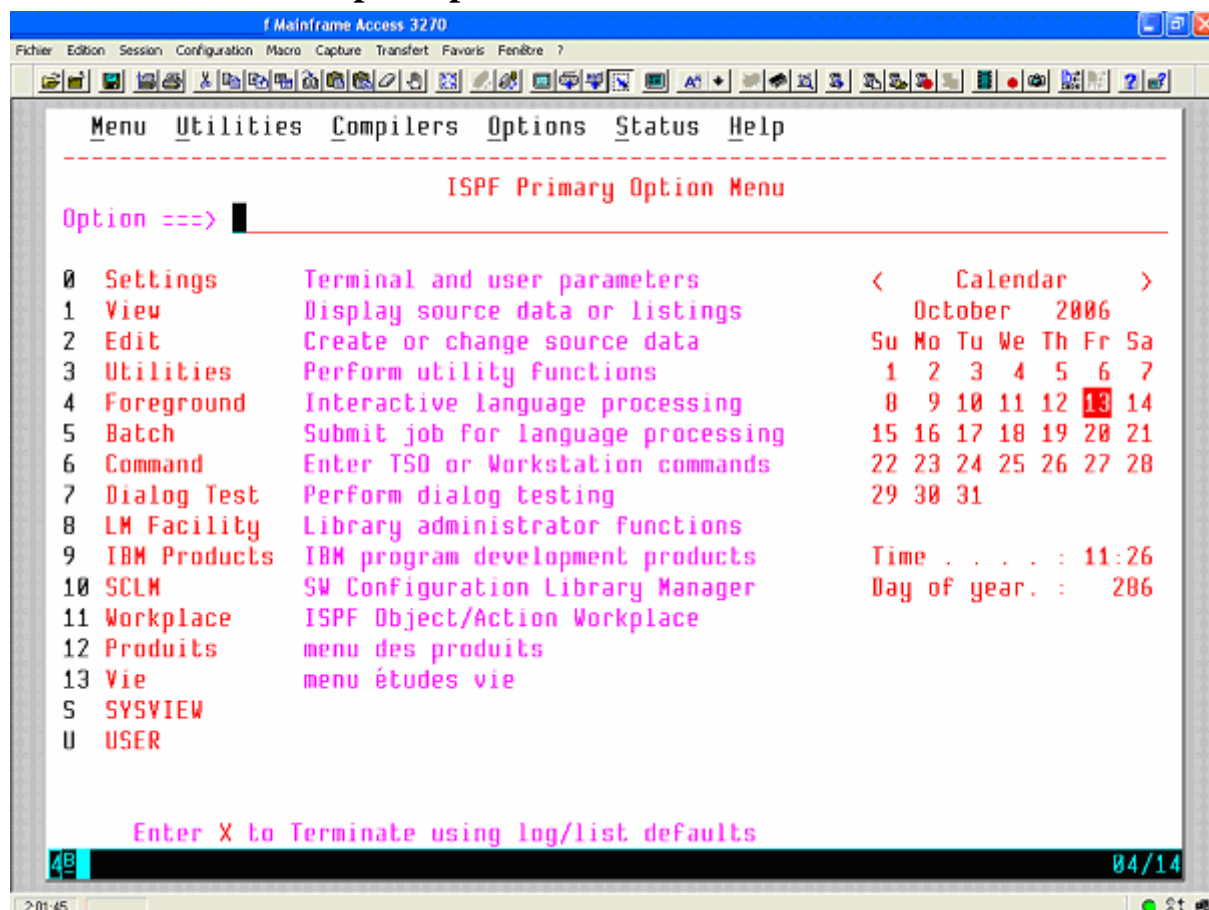 f Mainframe Access 3270
Fichier Edition Session Configuration Macro Capture Transfert Favoris Fenêtre ?
Menu Utilities Compilers Options Status Help
ISPF Primary Option Menu
Option ===>
0 Settings Terminal and user parameters < Calendar >
1 View Display source data or listings October 2006
2 Edit Create or change source data Su Mo Tu We Th Fr Sa
3 Utilities Perform utility functions 1 2 3 4 5 6 7
4 Foreground Interactive language processing 8 9 10 11 12 13 14
5 Batch Submit job for language processing 15 16 17 18 19 20 21
6 Command Enter TSO or Workstation commands 22 23 24 25 26 27 28
7 Dialog Test Perform dialog testing 29 30 31
8 LM Facility Library administrator functions
9 IBM Products IBM program development products Time . . . . : 11:26
10 SCLM SW Configuration Library Manager Day of year. : 286
11 Workplace ISPF Object/Action Workplace
12 Produits menu des produits
13 Vie menu études vie
S SYSVIEW
U USER
Enter X to Terminate using log/list defaults
4B 04/14
2:01:45